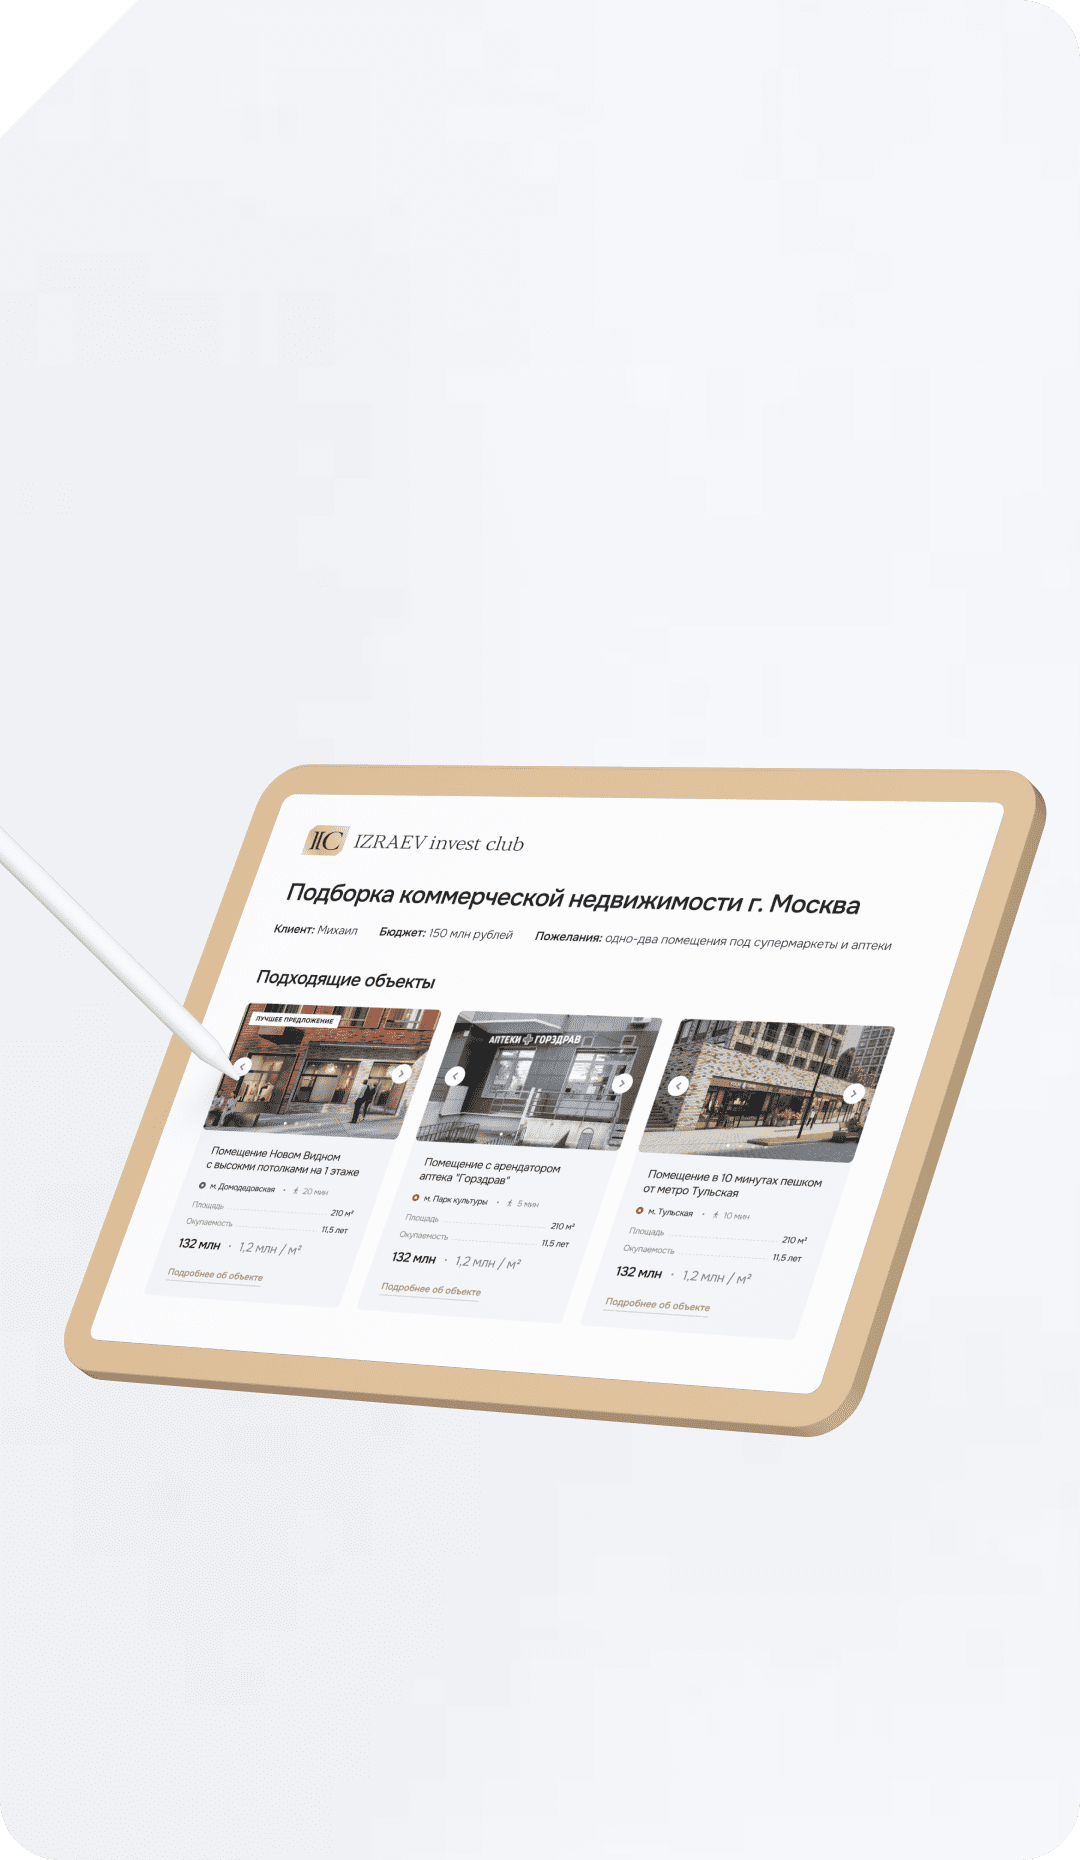 IIC IZRAEV invest club
Подборка коммерческой недвижимости г. Москва
Клиент: Михаил Бюджет: 150 млн рублей Пожелания: одно-два помещения под супермаркеты и аптеки
Подходящие объекты
ЛУЧШЕЕ ПРЕДЛОЖЕНИЕ
Помещение Новом Видном
с высокми потолками на 1 этаже
м. Домодедовская • 20 мин
Площадь 210 м²
Окупаемость 11,5 лет
132 млн • 1,2 млн / м²
Подробнее об объекте
АПТЕКИ ГОРЗДРАВ
Помещение с арендатором
аптека "Горздрав"
м. Парк культуры • 5 мин
Площадь 210 м²
Окупаемость 11,5 лет
132 млн • 1,2 млн / м²
Подробнее об объекте
Помещение в 10 минутах пешком
от метро Тульская
м. Тульская • 10 мин
Площадь 210 м²
Окупаемость 11,5 лет
132 млн • 1,2 млн / м²
Подробнее об объекте